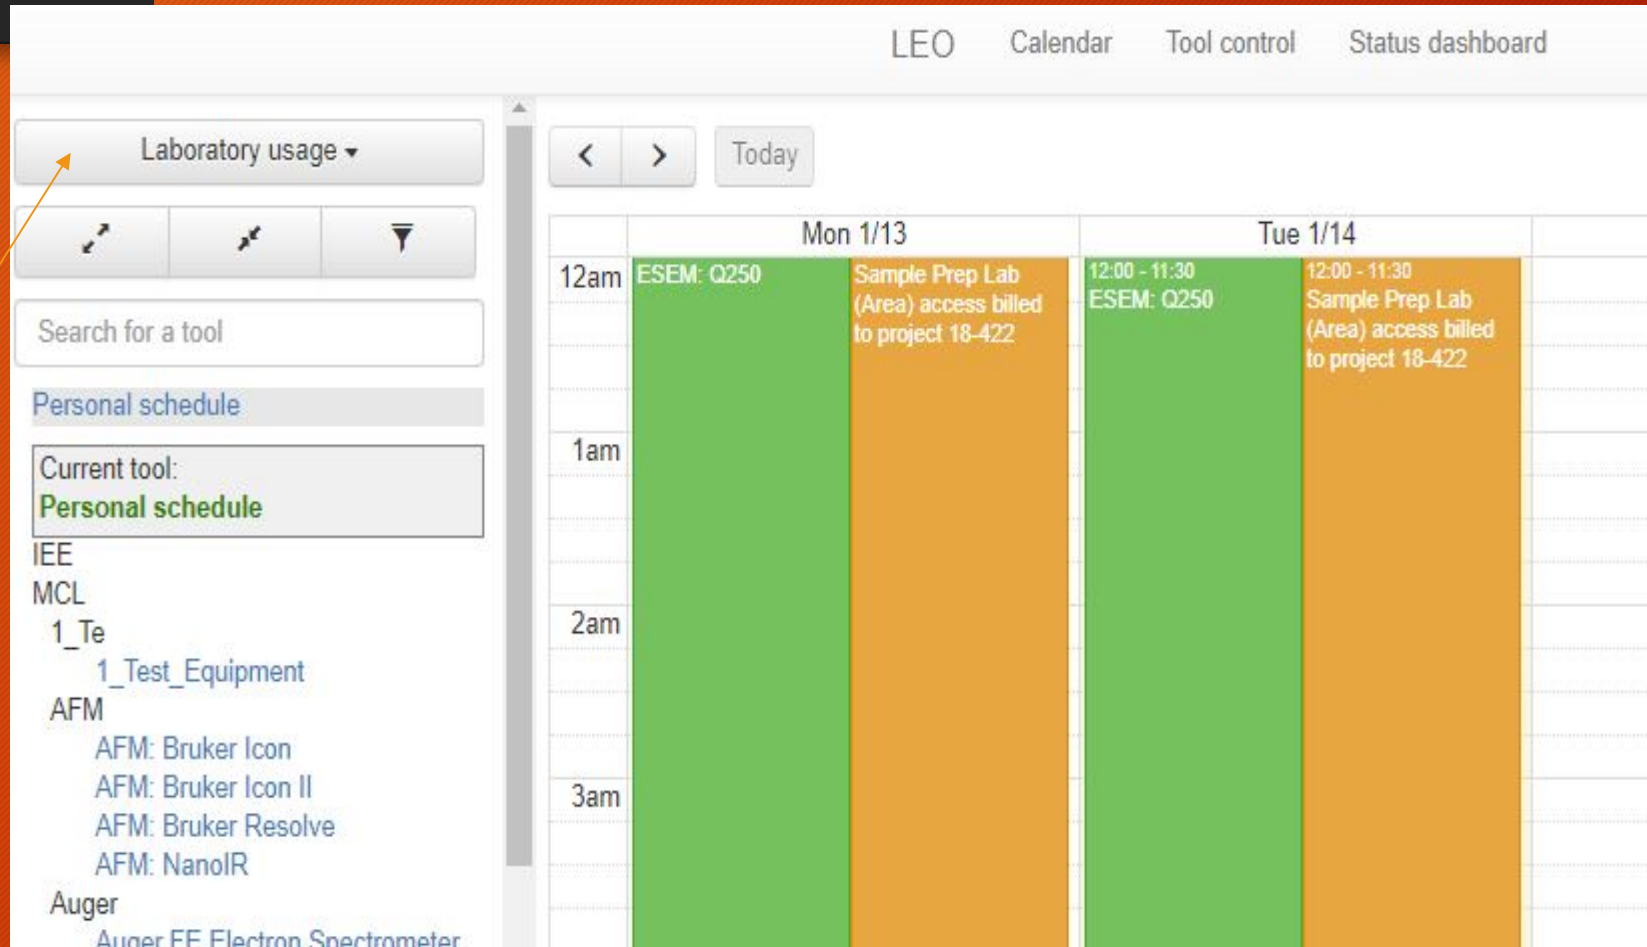 LEO Calendar Tool control Status dashboard
Laboratory usage
Search for a tool
Personal schedule
Current tool:
Personal schedule
IEE
MCL
1_Te
1_Test_Equipment
AFM
AFM: Bruker Icon
AFM: Bruker Icon II
AFM: Bruker Resolve
AFM: NanoIR
Auger
Auger EE Electron Spectrometer
Today
Mon 1/13 Tue 1/14
12am
1am
2am
3am
ESEM: Q250
Sample Prep Lab
(Area) access billed
to project 18-422
12:00 - 11:30
ESEM: Q250
12:00 - 11:30
Sample Prep Lab
(Area) access billed
to project 18-422